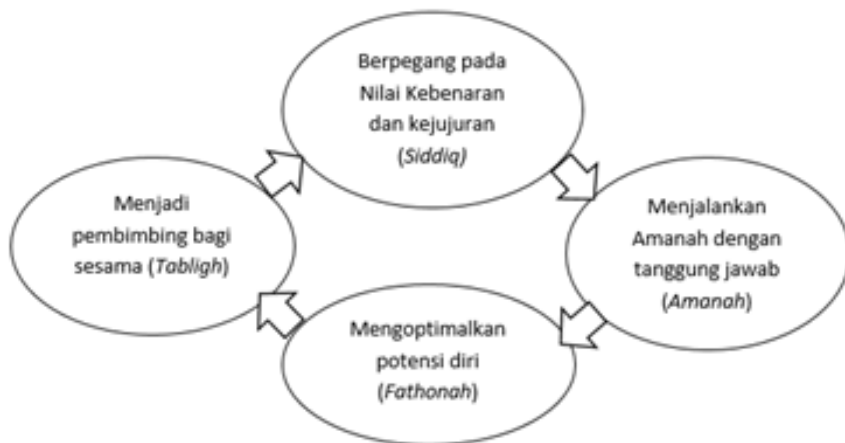 Berpegang pada
Nilai Kebenaran
dan kejujuran
(Siddiq)
Menjalankan
Amanah dengan
tanggung jawab
(Amanah)
Mengoptimalkan
potensi diri
(Fathonah)
Menjadi
pembimbing bagi
sesama (Tabligh)